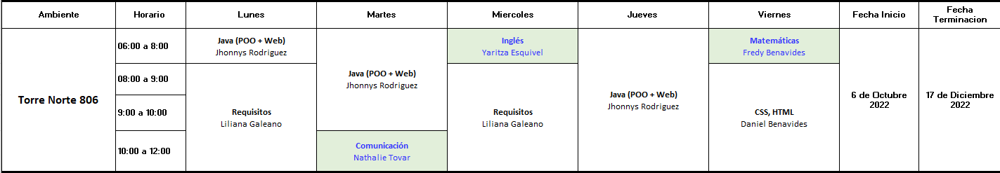 Ambiente Horario Lunes Martes Miercoles Jueves Viernes Fecha Inicio Fecha
Terminacion
Torre Norte 806
06:00 a 8:00
08:00 a 9:00
9:00 a 10:00
10:00 a 12:00
Java (POO + Web)
Jhonnys Rodriguez
Requisitos
Liliana Galeano
Java (POO + Web)
Jhonnys Rodriguez
Comunicación
Nathalie Tovar
Inglés
Yaritza Esquivel
Requisitos
Liliana Galeano
Java (POO + Web)
Jhonnys Rodriguez
Matemáticas
Fredy Benavides
CSS, HTML
Daniel Benavides
6 de Octubre
2022
17 de Diciembre
2022